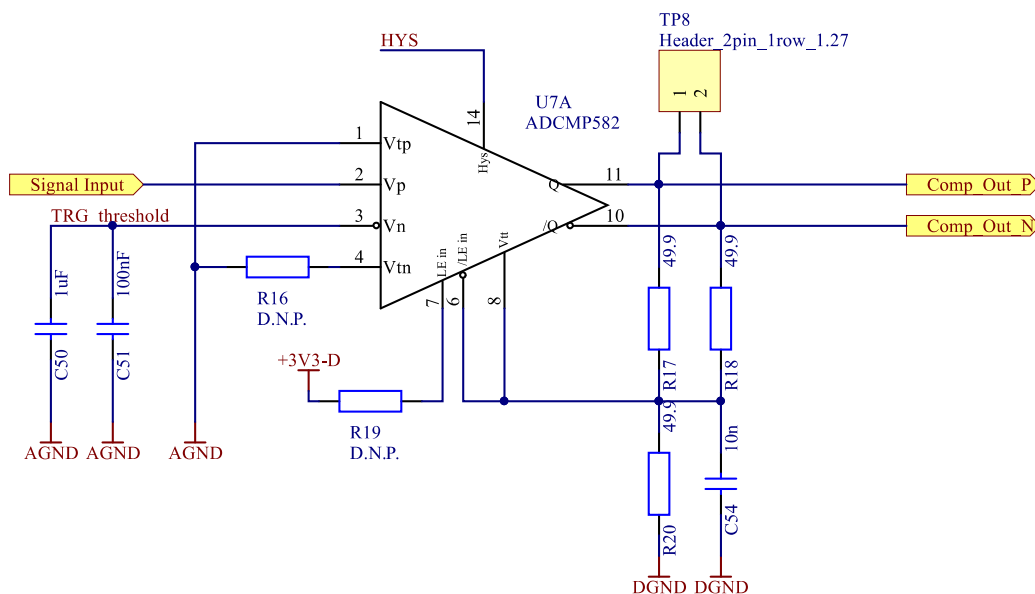 TP8
Header_2pin_1row_1.27
HYS
U7A
ADCMP582
1
2
14
Hys
1
Vtp
Signal Input
2
Vp
Q
11
Comp_Out_P
TRG_threshold
3
Vn
/Q
10
Comp_Out_N
4
Vtn
LE in
/LE in
Vtt
7
6
8
1uF
100nF
49.9
49.9
R16
D.N.P.
C50
C51
R17
R18
+3V3-D
R19
D.N.P.
49.9
10n
AGND
AGND
AGND
R20
C54
DGND
DGND